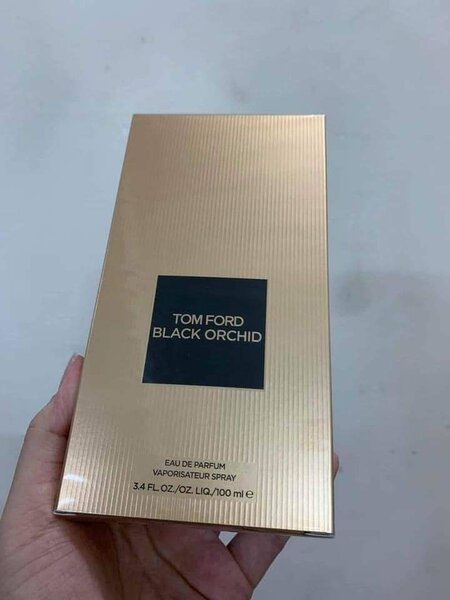 TOM FORD
BLACK ORCHID
EAU DE PARFUM
VAPORISATEUR SPRAY
3.4 FL.OZ./OZ. LIQ./100 ml ℮